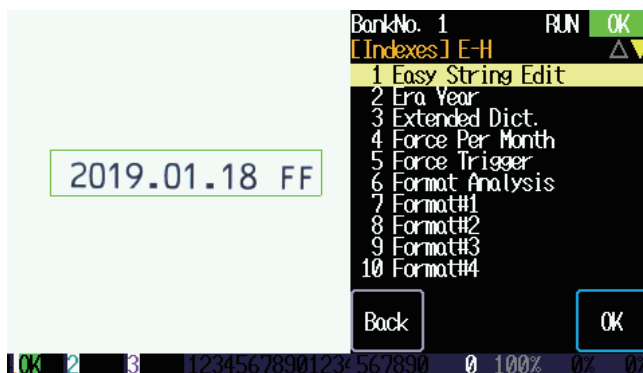 2019.01.18 FF
BankNo. 1 RUN OK
[Indexes] E-H
1 Easy String Edit
2 Era Year
3 Extended Dict.
4 Force Per Month
5 Force Trigger
6 Format Analysis
7 Format#1
8 Format#2
9 Format#3
10 Format#4
Back OK
OK 2 3 12345678901234567890 0 100% 0% 0%